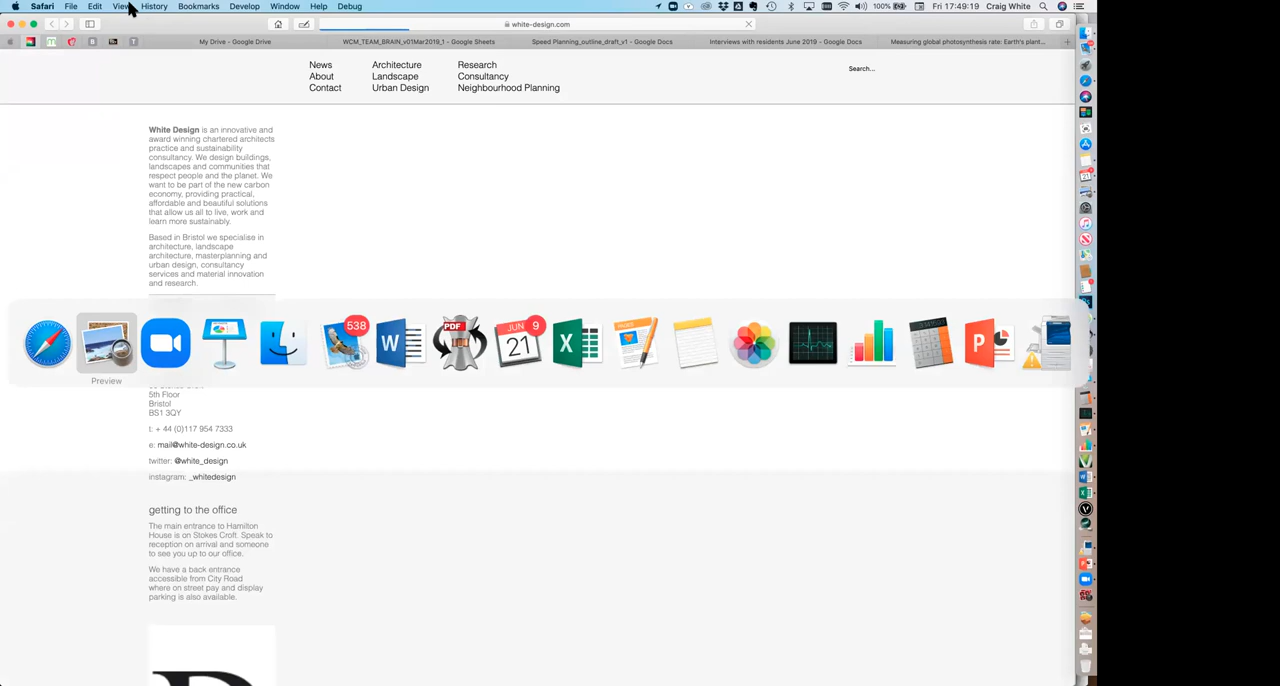 Safari File Edit View History Bookmarks Develop Window Help Debug 100% Fri 17:49:19 Craig White
white-design.com
My Drive - Google Drive WCM_TEAM_BRAIN_v01Mar2019_1 - Google Sheets Speed Planning_outline_draft_v1 - Google Docs Interviews with residents June 2019 - Google Docs Measuring global photosynthesis rate: Earth's plant...
News Architecture Research
About Landscape Consultancy
Contact Urban Design Neighbourhood Planning
Search...
White Design is an innovative and
award winning chartered architects
practice and sustainability
consultancy. We design buildings,
landscapes and communities that
respect people and the planet. We
want to be part of the new carbon
economy, providing practical,
affordable and beautiful solutions
that allow us all to live, work and
learn more sustainably.
Based in Bristol we specialise in
architecture, landscape
architecture, masterplanning and
urban design, consultancy
services and material innovation
and research.
538
PDF
JUN 9
21
W
X
PAGES
P
Preview
5th Floor
Bristol
BS1 3QY
t: + 44 (0)117 954 7333
e: mail@white-design.co.uk
twitter: @white_design
instagram: _whitedesign
getting to the office
The main entrance to Hamilton
House is on Stokes Croft. Speak to
reception on arrival and someone
to see you up to our office.
We have a back entrance
accessible from City Road
where on street pay and display
parking is also available.